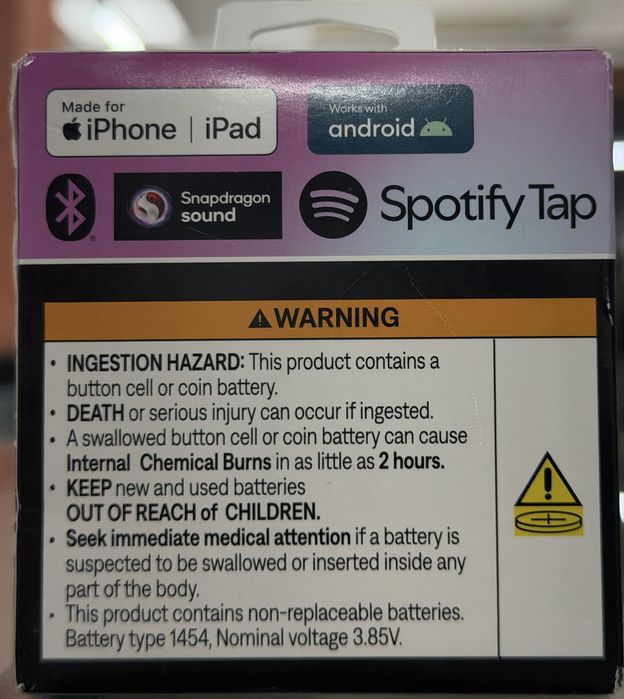 Made for
iPhone | iPad
Works with
android
Snapdragon
sound
Spotify Tap
WARNING
• INGESTION HAZARD: This product contains a
button cell or coin battery.
• DEATH or serious injury can occur if ingested.
• A swallowed button cell or coin battery can cause
Internal Chemical Burns in as little as 2 hours.
• KEEP new and used batteries
OUT OF REACH of CHILDREN.
• Seek immediate medical attention if a battery is
suspected to be swallowed or inserted inside any
part of the body.
• This product contains non-replaceable batteries.
Battery type 1454, Nominal voltage 3.85V.